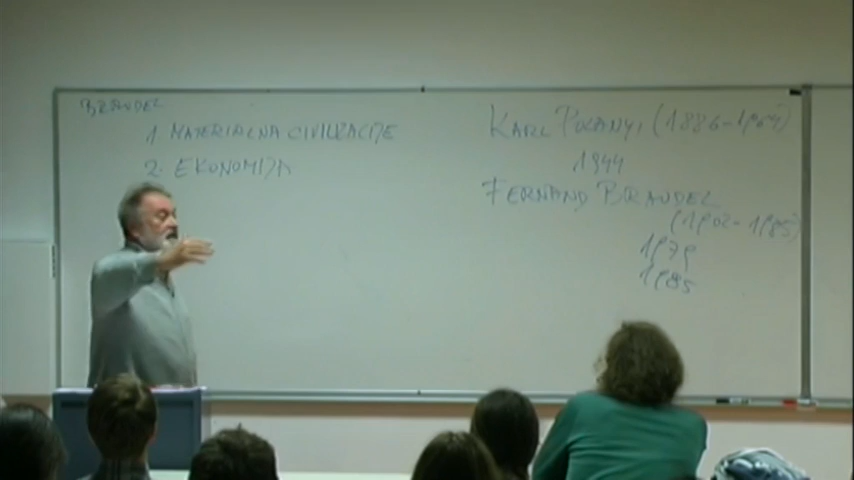 BRAUDEL
1 MATERIALNA CIVILIZACIJE
2. EKONOMIJA
KARL POLANYI (1886-1964)
1944
FERNAND BRAUDEL
(1902-1985)
1979
1985